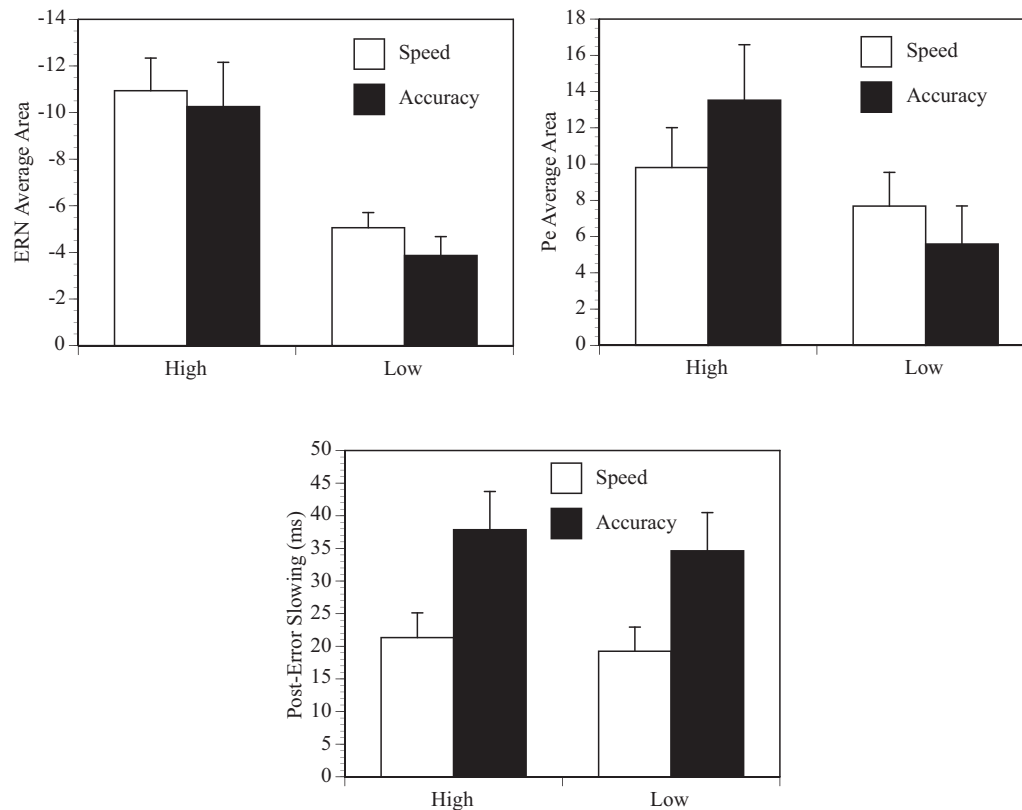 ERN Average Area
-14
-12
-10
-8
-6
-4
-2
0
Speed
Accuracy
High
Low
Pe Average Area
18
16
14
12
10
8
6
4
2
0
Speed
Accuracy
High
Low
Post-Error Slowing (ms)
50
45
40
35
30
25
20
15
10
5
0
Speed
Accuracy
High
Low